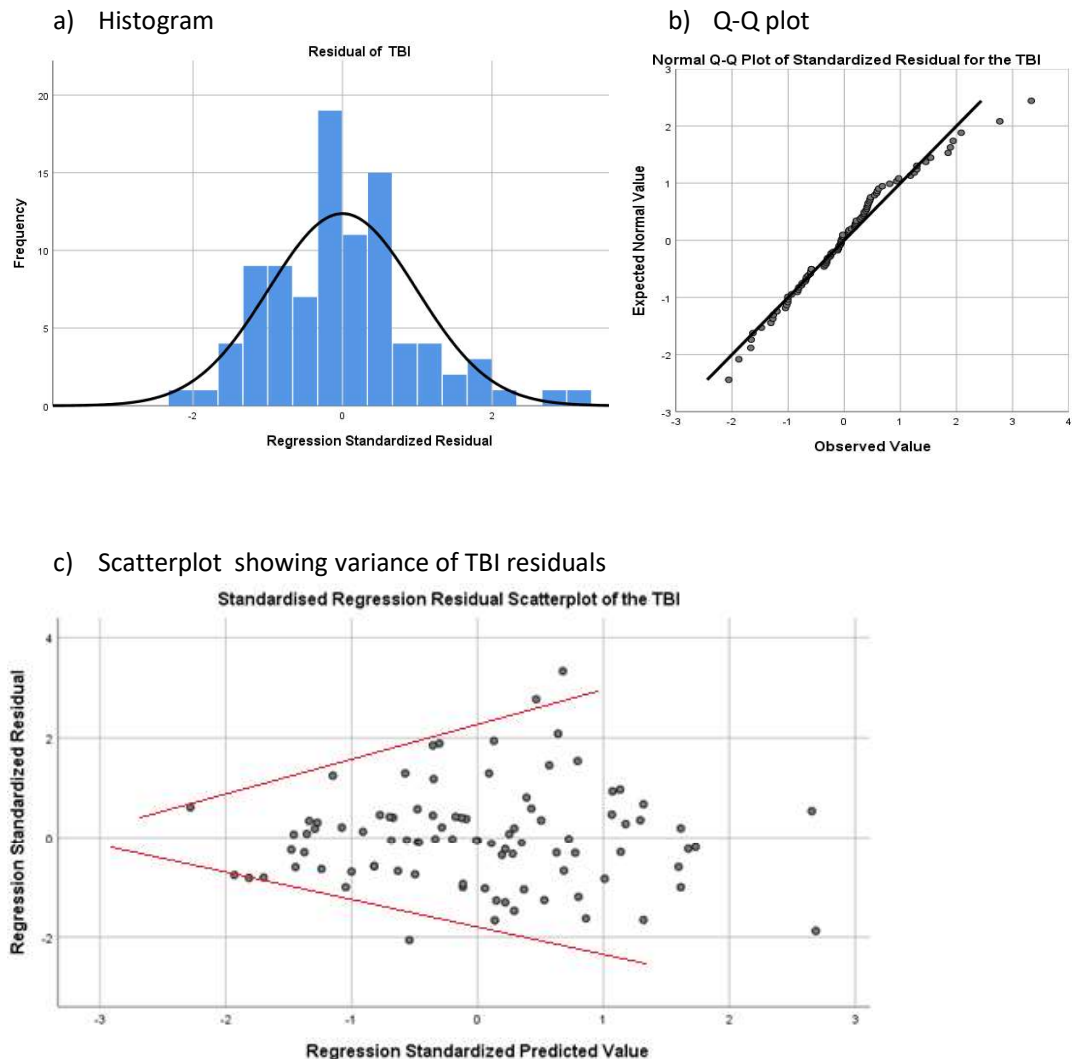 a) Histogram
Residual of TBI
Frequency
20
15
10
5
0
-2
0
2
Regression Standardized Residual
b) Q-Q plot
Normal Q-Q Plot of Standardized Residual for the TBI
Expected Normal Value
3
2
1
0
-1
-2
-3
-3
-2
-1
0
1
2
3
4
Observed Value
c) Scatterplot showing variance of TBI residuals
Standardised Regression Residual Scatterplot of the TBI
Regression Standardized Residual
4
2
0
-2
-3
-2
-1
0
1
2
3
Regression Standardized Predicted Value